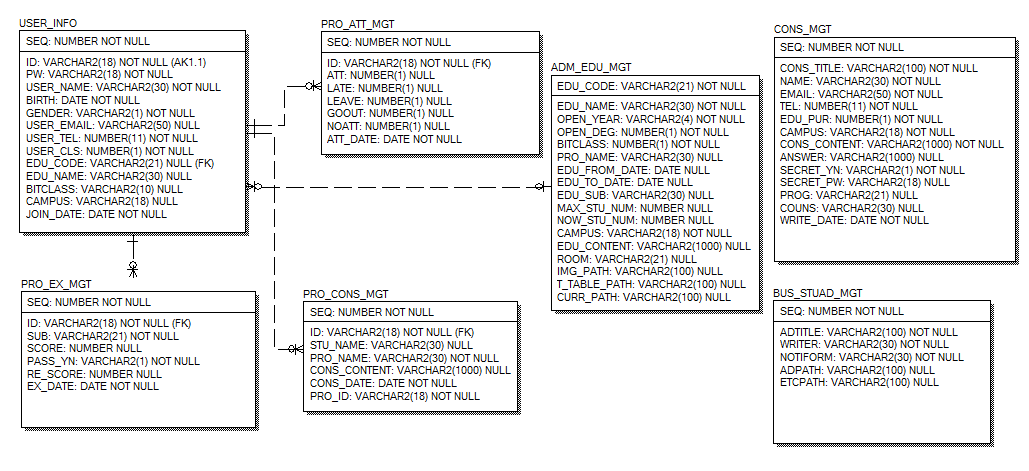 USER_INFO
SEQ: NUMBER NOT NULL
ID: VARCHAR2(18) NOT NULL (AK1.1)
PW: VARCHAR2(18) NOT NULL
USER_NAME: VARCHAR2(30) NOT NULL
BIRTH: DATE NOT NULL
GENDER: VARCHAR2(1) NOT NULL
USER_EMAIL: VARCHAR2(50) NULL
USER_TEL: NUMBER(11) NOT NULL
USER_CLS: NUMBER(1) NOT NULL
EDU_CODE: VARCHAR2(21) NULL (FK)
EDU_NAME: VARCHAR2(30) NULL
BITCLASS: VARCHAR2(10) NULL
CAMPUS: VARCHAR2(18) NULL
JOIN_DATE: DATE NOT NULL
PRO_ATT_MGT
SEQ: NUMBER NOT NULL
ID: VARCHAR2(18) NOT NULL (FK)
ATT: NUMBER(1) NULL
LATE: NUMBER(1) NULL
LEAVE: NUMBER(1) NULL
GOOUT: NUMBER(1) NULL
NOATT: NUMBER(1) NULL
ATT_DATE: DATE NOT NULL
ADM_EDU_MGT
EDU_CODE: VARCHAR2(21) NOT NULL
EDU_NAME: VARCHAR2(30) NOT NULL
OPEN_YEAR: VARCHAR2(4) NOT NULL
OPEN_DEG: NUMBER(1) NOT NULL
BITCLASS: NUMBER(1) NOT NULL
PRO_NAME: VARCHAR2(30) NULL
EDU_FROM_DATE: DATE NULL
EDU_TO_DATE: DATE NULL
EDU_SUB: VARCHAR2(30) NULL
MAX_STU_NUM: NUMBER NULL
NOW_STU_NUM: NUMBER NULL
CAMPUS: VARCHAR2(18) NOT NULL
EDU_CONTENT: VARCHAR2(1000) NULL
ROOM: VARCHAR2(21) NULL
IMG_PATH: VARCHAR2(100) NULL
T_TABLE_PATH: VARCHAR2(100) NULL
CURR_PATH: VARCHAR2(100) NULL
CONS_MGT
SEQ: NUMBER NOT NULL
CONS_TITLE: VARCHAR2(100) NOT NULL
NAME: VARCHAR2(30) NOT NULL
EMAIL: VARCHAR2(50) NULL
TEL: NUMBER(11) NOT NULL
EDU_PUR: NUMBER(1) NOT NULL
CAMPUS: VARCHAR2(18) NOT NULL
CONS_CONTENT: VARCHAR2(1000) NOT NULL
ANSWER: VARCHAR2(1000) NULL
SECRET_YN: VARCHAR2(1) NOT NULL
SECRET_PW: VARCHAR2(18) NULL
PROG: VARCHAR2(21) NULL
COUNS: VARCHAR2(30) NULL
WRITE_DATE: DATE NOT NULL
PRO_EX_MGT
SEQ: NUMBER NOT NULL
ID: VARCHAR2(18) NOT NULL (FK)
SUB: VARCHAR2(21) NOT NULL
SCORE: NUMBER NULL
PASS_YN: VARCHAR2(1) NOT NULL
RE_SCORE: NUMBER NULL
EX_DATE: DATE NOT NULL
PRO_CONS_MGT
SEQ: NUMBER NOT NULL
ID: VARCHAR2(18) NOT NULL (FK)
STU_NAME: VARCHAR2(30) NULL
PRO_NAME: VARCHAR2(30) NOT NULL
CONS_CONTENT: VARCHAR2(1000) NULL
CONS_DATE: DATE NOT NULL
PRO_ID: VARCHAR2(18) NOT NULL
BUS_STUAD_MGT
SEQ: NUMBER NOT NULL
ADTITLE: VARCHAR2(100) NOT NULL
WRITER: VARCHAR2(30) NOT NULL
NOTIFORM: VARCHAR2(30) NOT NULL
ADPATH: VARCHAR2(100) NULL
ETCPATH: VARCHAR2(100) NULL